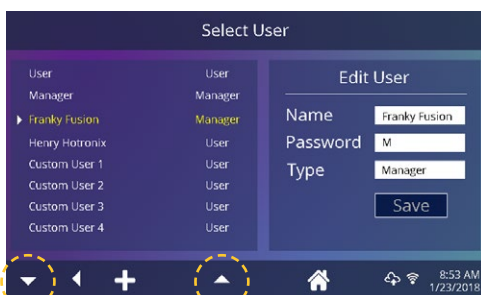 Select User
User User
Manager Manager
Franky Fusion Manager
Henry Hotronix User
Custom User 1 User
Custom User 2 User
Custom User 3 User
Custom User 4 User
Edit User
Name Franky Fusion
Password M
Type Manager
Save
8:53 AM
1/23/2018